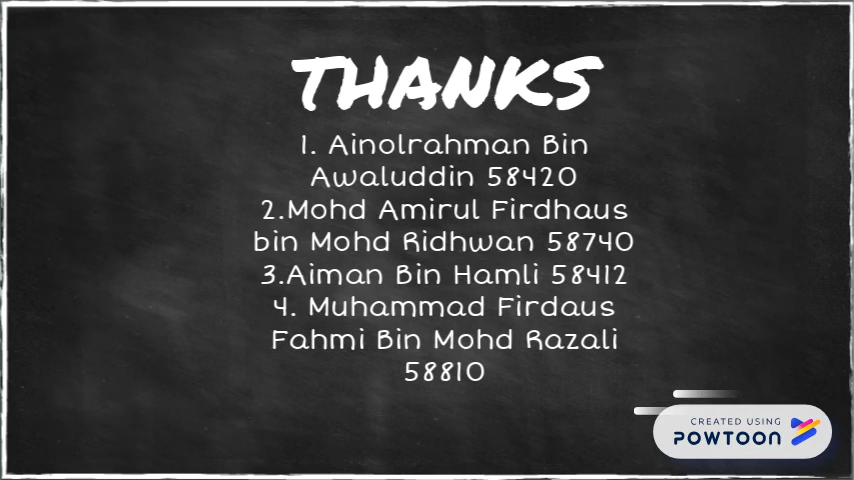 THANKS
1. Ainolrahman Bin
Awaluddin 58420
2.Mohd Amirul Firdhaus
bin Mohd Ridhwan 58740
3.Aiman Bin Hamli 58412
4. Muhammad Firdaus
Fahmi Bin Mohd Razali
58810
CREATED USING
POWTOON